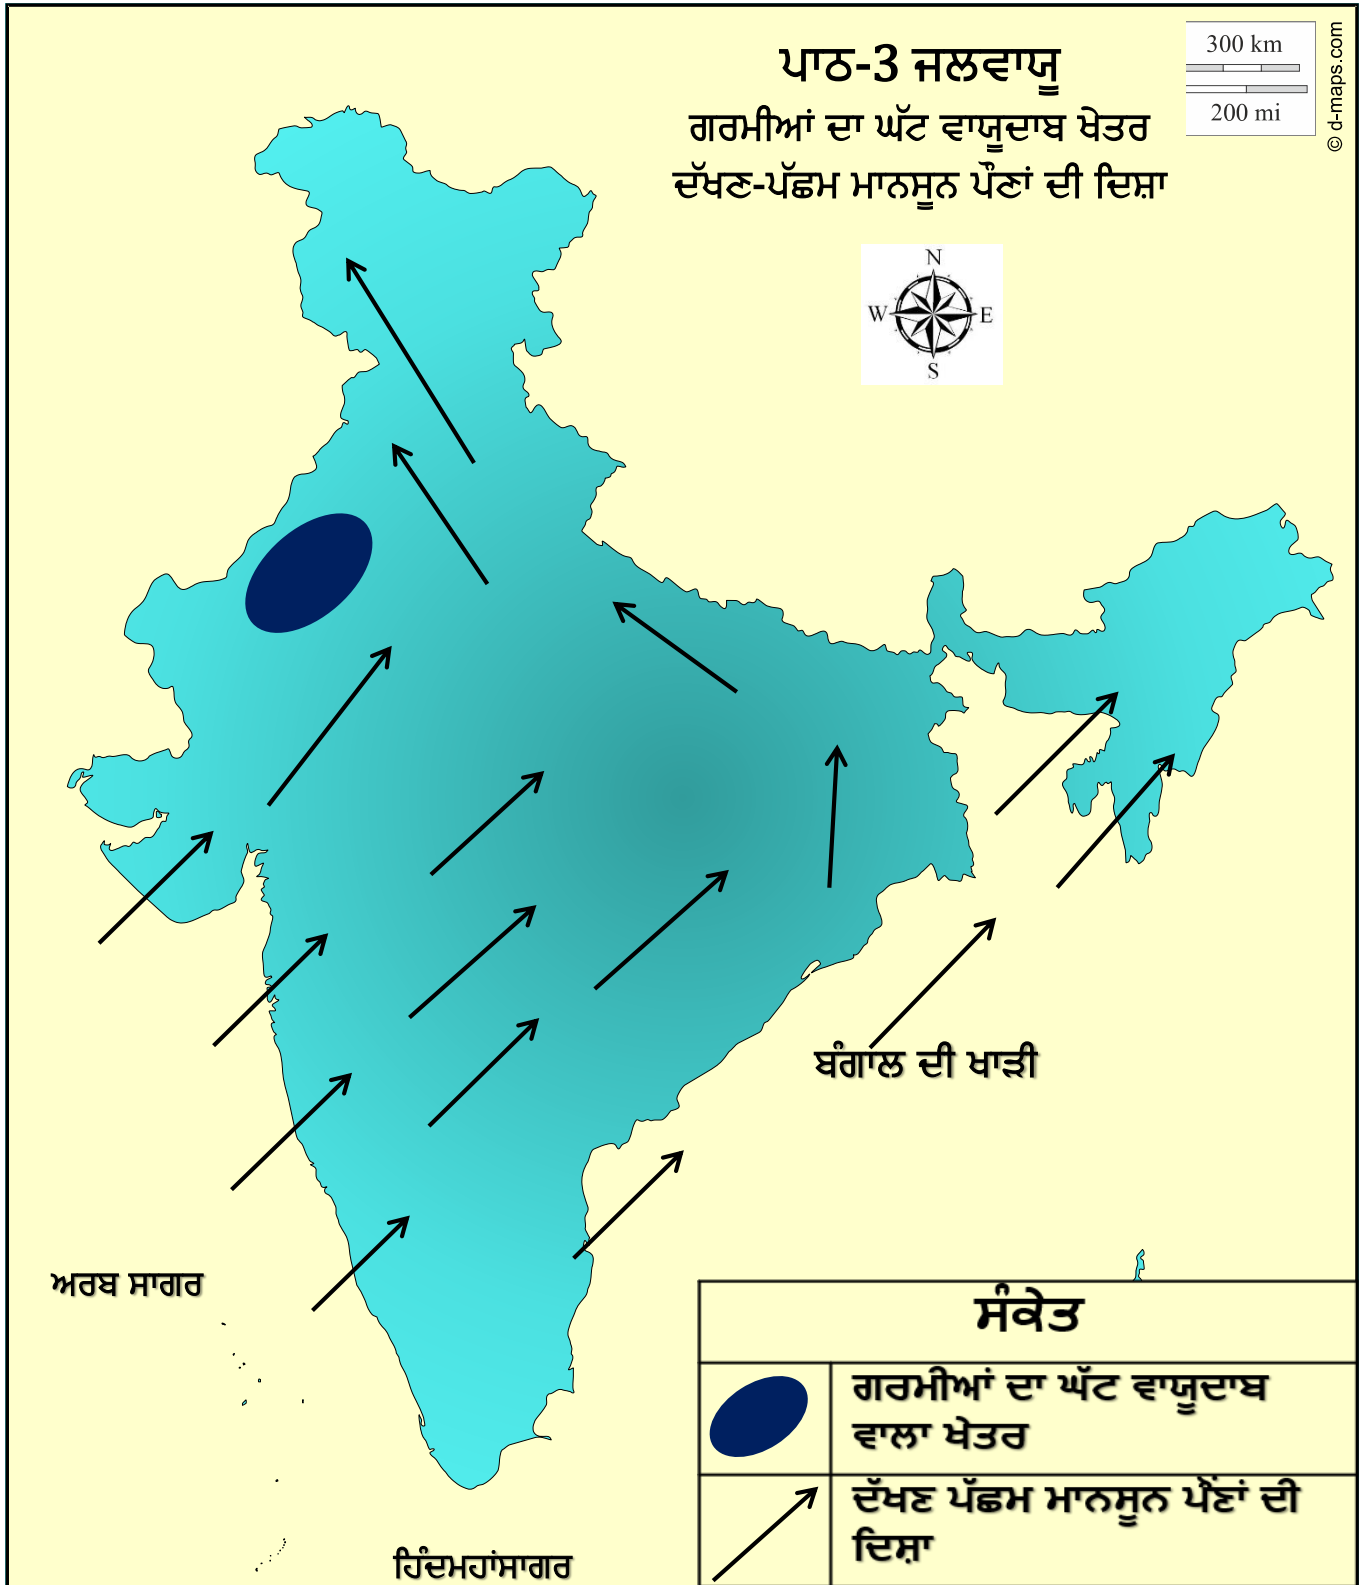 ਪਾਠ-3 ਜਲਵਾਯੂ
ਗਰਮੀਆਂ ਦਾ ਘੱਟ ਵਾਯੂਦਾਬ ਖੇਤਰ
ਦੱਖਣ-ਪੱਛਮ ਮਾਨਸੂਨ ਪੌਣਾਂ ਦੀ ਦਿਸ਼ਾ
300 km
200 mi
© d-maps.com
N
W E
S
ਬੰਗਾਲ ਦੀ ਖਾੜੀ
ਅਰਬ ਸਾਗਰ
ਹਿੰਦਮਹਾਂਸਾਗਰ
ਸੰਕੇਤ
ਗਰਮੀਆਂ ਦਾ ਘੱਟ ਵਾਯੂਦਾਬ
ਵਾਲਾ ਖੇਤਰ
ਦੱਖਣ ਪੱਛਮ ਮਾਨਸੂਨ ਪੌਣਾਂ ਦੀ
ਦਿਸ਼ਾ